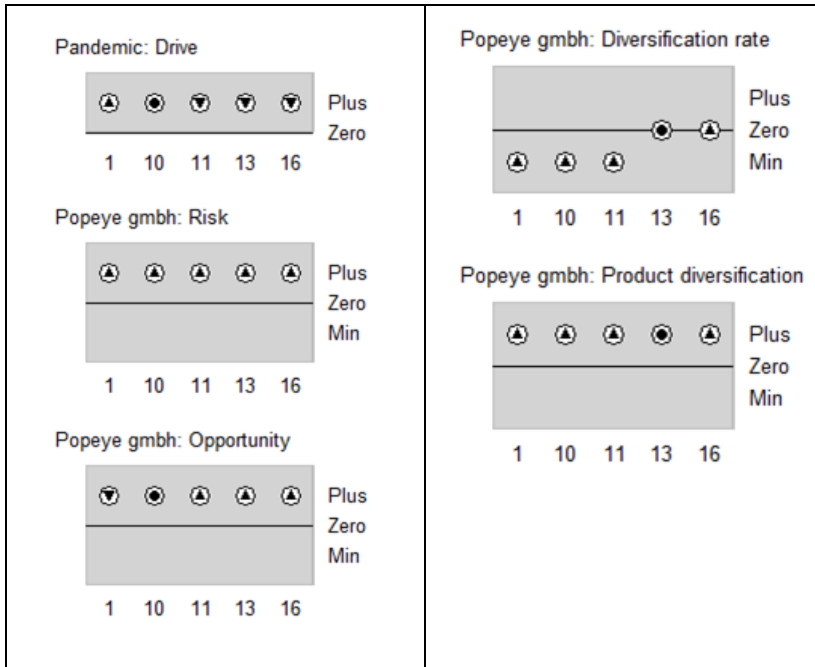 Pandemic: Drive
Plus
Zero
1 10 11 13 16
Popeye gmbh: Risk
Plus
Zero
Min
1 10 11 13 16
Popeye gmbh: Opportunity
Plus
Zero
Min
1 10 11 13 16
Popeye gmbh: Diversification rate
Plus
Zero
Min
1 10 11 13 16
Popeye gmbh: Product diversification
Plus
Zero
Min
1 10 11 13 16